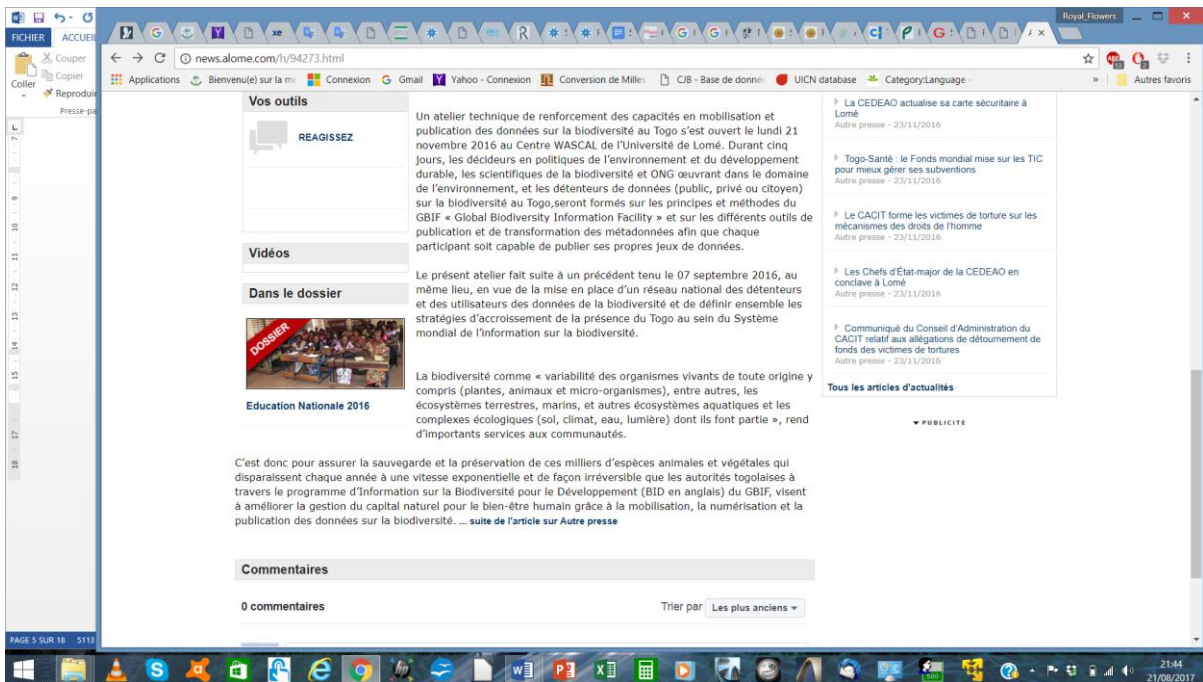 Royal_Flowers
FICHIER
ACCUEIL
Couper
Copier
Coller
Reproduir
Presse-pa
news.alome.com/h/94273.html
Applications
Bienvenu(e) sur la me
Connexion
Gmail
Yahoo - Connexion
Conversion de Milles
CJB - Base de donné
UICN database
Category:Language -
»
Autres favoris
Vos outils
REAGISSEZ
Vidéos
Dans le dossier
DOSSIER
Education Nationale 2016
Un atelier technique de renforcement des capacités en mobilisation et
publication des données sur la biodiversité au Togo s’est ouvert le lundi 21
novembre 2016 au Centre WASCAL de l’Université de Lomé. Durant cinq
jours, les décideurs en politiques de l’environnement et du développement
durable, les scientifiques de la biodiversité et ONG œuvrant dans le domaine
de l’environnement, et les détenteurs de données (public, privé ou citoyen)
sur la biodiversité au Togo,seront formés sur les principes et méthodes du
GBIF « Global Biodiversity Information Facility » et sur les différents outils de
publication et de transformation des métadonnées afin que chaque
participant soit capable de publier ses propres jeux de données.
Le présent atelier fait suite à un précédent tenu le 07 septembre 2016, au
même lieu, en vue de la mise en place d’un réseau national des détenteurs
et des utilisateurs des données de la biodiversité et de définir ensemble les
stratégies d’accroissement de la présence du Togo au sein du Système
mondial de l’information sur la biodiversité.
La biodiversité comme « variabilité des organismes vivants de toute origine y
compris (plantes, animaux et micro-organismes), entre autres, les
écosystèmes terrestres, marins, et autres écosystèmes aquatiques et les
complexes écologiques (sol, climat, eau, lumière) dont ils font partie », rend
d’importants services aux communautés.
C’est donc pour assurer la sauvegarde et la préservation de ces milliers d’espèces animales et végétales qui
disparaissent chaque année à une vitesse exponentielle et de façon irréversible que les autorités togolaises à
travers le programme d’Information sur la Biodiversité pour le Développement (BID en anglais) du GBIF, visent
à améliorer la gestion du capital naturel pour le bien-être humain grâce à la mobilisation, la numérisation et la
publication des données sur la biodiversité. ... suite de l'article sur Autre presse
Commentaires
0 commentaires
Trier par Les plus anciens
La CEDEAO actualise sa carte sécuritaire à
Lomé
Autre presse - 23/11/2016
Togo-Santé : le Fonds mondial mise sur les TIC
pour mieux gérer ses subventions
Autre presse - 23/11/2016
Le CACIT forme les victimes de torture sur les
mécanismes des droits de l'homme
Autre presse - 23/11/2016
Les Chefs d'État-major de la CEDEAO en
conclave à Lomé
Autre presse - 23/11/2016
Communiqué du Conseil d'Administration du
CACIT relatif aux allégations de détournement de
fonds des victimes de tortures
Autre presse - 23/11/2016
Tous les articles d'actualités
PUBLICITE
PAGE 5 SUR 18 5113
21:44
21/08/2017